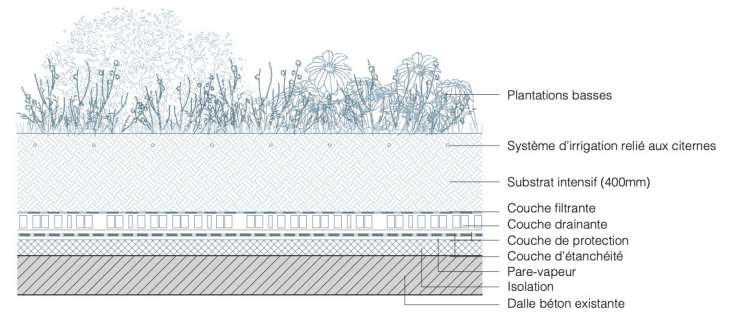 Plantations basses
Système d'irrigation relié aux citernes
Substrat intensif (400mm)
Couche filtrante
Couche drainante
Couche de protection
Couche d'étanchéité
Pare-vapeur
Isolation
Dalle béton existante